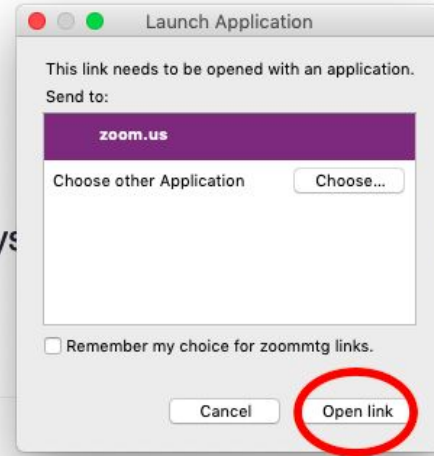 Launch Application
This link needs to be opened with an application.
Send to:
zoom.us
Choose other Application Choose...
Remember my choice for zoommtg links.
Cancel Open link